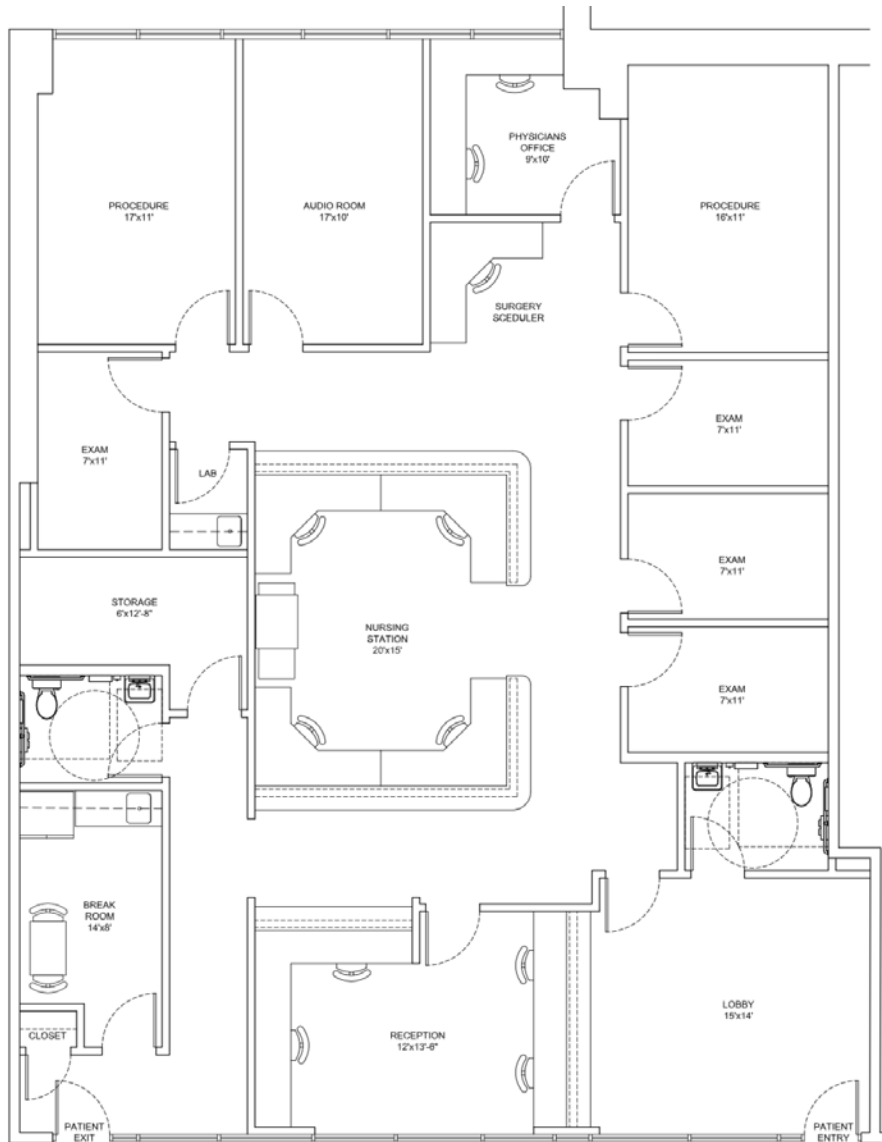 PHYSICIANS
OFFICE
9'x10'
PROCEDURE
17'x11'
AUDIO ROOM
17'x10'
PROCEDURE
16'x11'
SURGERY
SCEDULER
EXAM
7'x11'
EXAM
7'x11'
LAB
EXAM
7'x11'
STORAGE
6'x12'-8"
NURSING
STATION
20'x15'
EXAM
7'x11'
BREAK
ROOM
14'x8'
LOBBY
15'x14'
CLOSET
RECEPTION
12'x13'-6"
PATIENT
EXIT
PATIENT
ENTRY